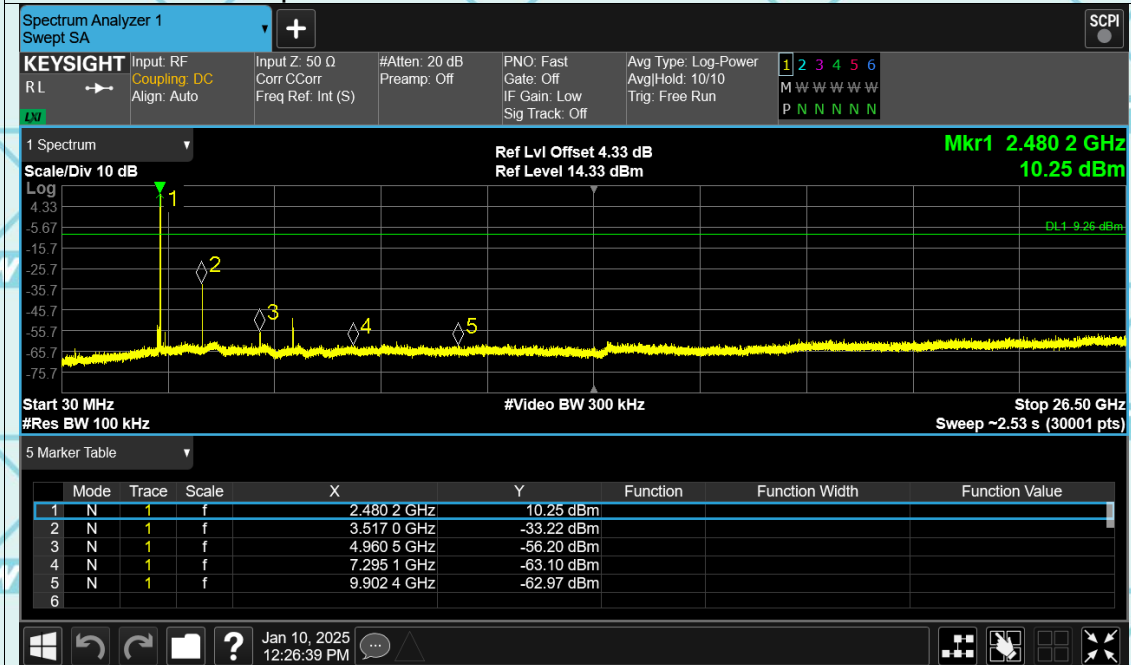 Spectrum Analyzer 1
Swept SA
+
SCPI
KEYSIGHT
RL
LXI
Input: RF
Coupling: DC
Align: Auto
Input Z: 50 Ω
Corr CCorr
Freq Ref: Int (S)
#Atten: 20 dB
Preamp: Off
PNO: Fast
Gate: Off
IF Gain: Low
Sig Track: Off
Avg Type: Log-Power
Avg|Hold: 10/10
Trig: Free Run
1 2 3 4 5 6
M W W W W W
P N N N N N
1 Spectrum
Scale/Div 10 dB
Ref Lvl Offset 4.33 dB
Ref Level 14.33 dBm
Mkr1 2.480 2 GHz
10.25 dBm
Log
4.33
-5.67
-15.7
-25.7
-35.7
-45.7
-55.7
-65.7
-75.7
1
2
3
4
5
DL1 -9.26 dBm
Start 30 MHz
#Video BW 300 kHz
Stop 26.50 GHz
#Res BW 100 kHz
Sweep ~2.53 s (30001 pts)
5 Marker Table
Mode Trace Scale X Y Function Function Width Function Value
1 N 1 f 2.480 2 GHz 10.25 dBm
2 N 1 f 3.517 0 GHz -33.22 dBm
3 N 1 f 4.960 5 GHz -56.20 dBm
4 N 1 f 7.295 1 GHz -63.10 dBm
5 N 1 f 9.902 4 GHz -62.97 dBm
6
?
Jan 10, 2025
12:26:39 PM